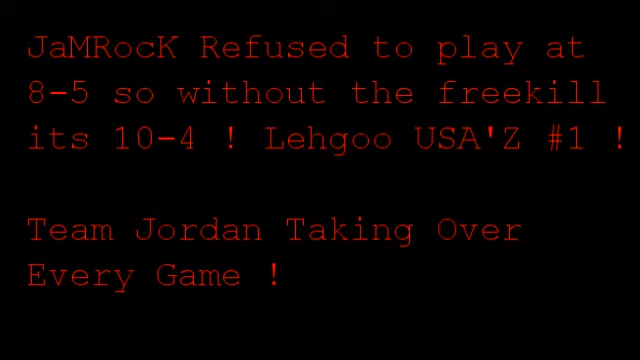 JaMRocK Refused to play at
8-5 so without the freekill
its 10-4 ! Lehgoo USA'Z #1 !
Team Jordan Taking Over
Every Game !